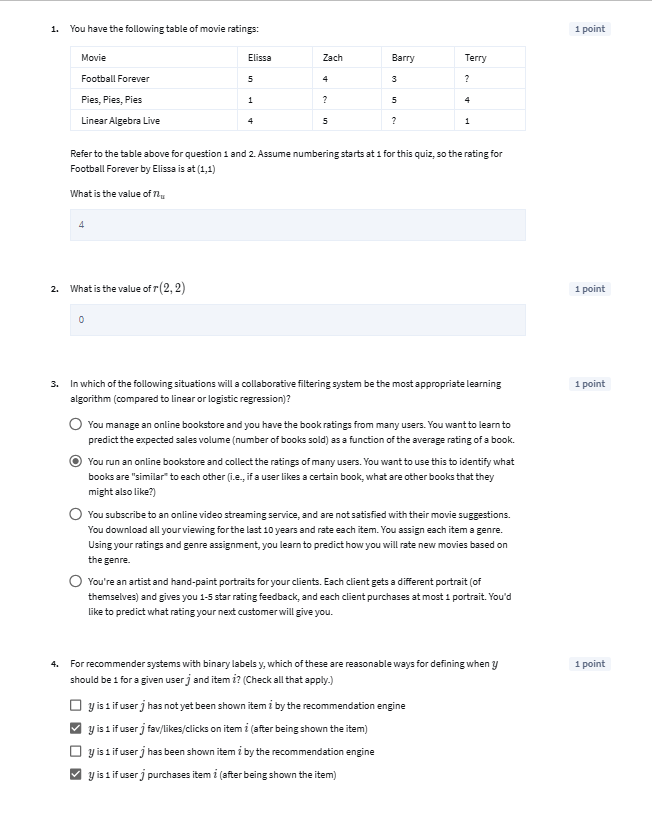 1. You have the following table of movie ratings: 1 point
Movie Elissa Zach Barry Terry
Football Forever 5 4 3 ?
Pies, Pies, Pies 1 ? 5 4
Linear Algebra Live 4 5 ? 1
Refer to the table above for question 1 and 2. Assume numbering starts at 1 for this quiz, so the rating for
Football Forever by Elissa is at (1,1)
What is the value of nᵤ
4
2. What is the value of r(2, 2) 1 point
0
3. In which of the following situations will a collaborative filtering system be the most appropriate learning 1 point
algorithm (compared to linear or logistic regression)?
You manage an online bookstore and you have the book ratings from many users. You want to learn to
predict the expected sales volume (number of books sold) as a function of the average rating of a book.
You run an online bookstore and collect the ratings of many users. You want to use this to identify what
books are "similar" to each other (i.e., if a user likes a certain book, what are other books that they
might also like?)
You subscribe to an online video streaming service, and are not satisfied with their movie suggestions.
You download all your viewing for the last 10 years and rate each item. You assign each item a genre.
Using your ratings and genre assignment, you learn to predict how you will rate new movies based on
the genre.
You're an artist and hand-paint portraits for your clients. Each client gets a different portrait (of
themselves) and gives you 1-5 star rating feedback, and each client purchases at most 1 portrait. You'd
like to predict what rating your next customer will give you.
4. For recommender systems with binary labels y, which of these are reasonable ways for defining when y 1 point
should be 1 for a given user j and item i? (Check all that apply.)
y is 1 if user j has not yet been shown item i by the recommendation engine
y is 1 if user j fav/likes/clicks on item i (after being shown the item)
y is 1 if user j has been shown item i by the recommendation engine
y is 1 if user j purchases item i (after being shown the item)